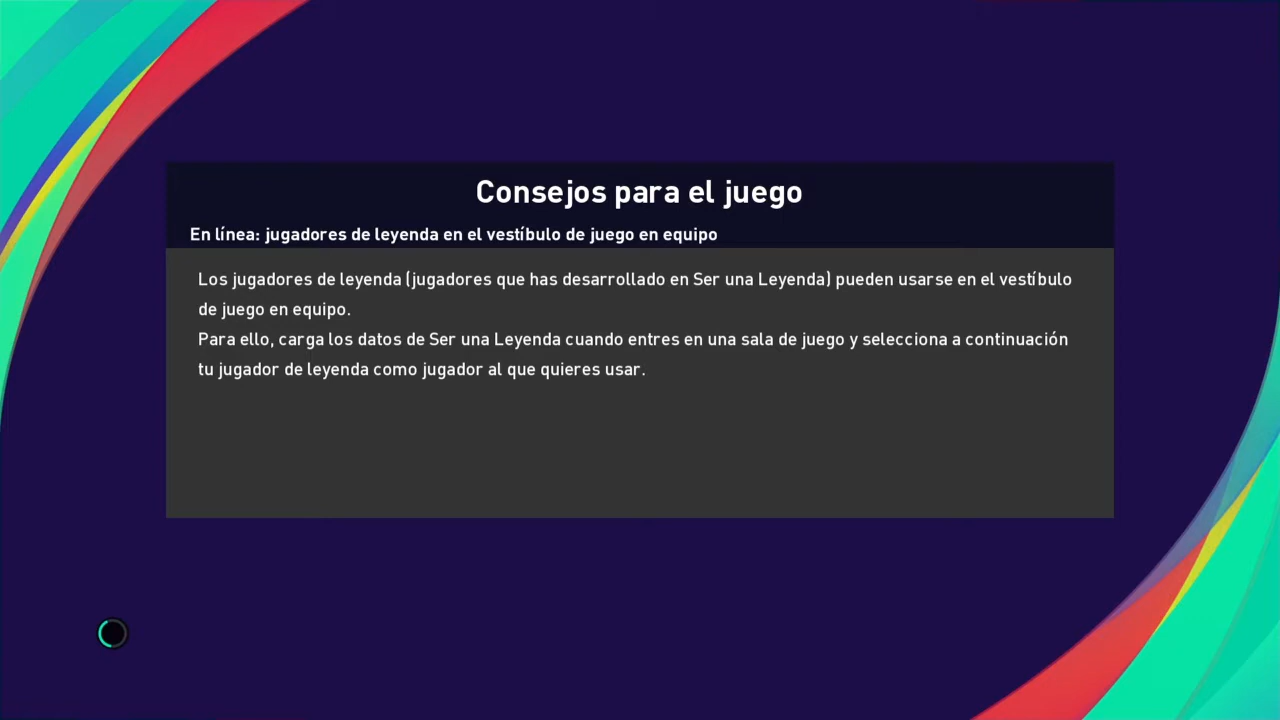 Consejos para el juego
En línea: jugadores de leyenda en el vestíbulo de juego en equipo
Los jugadores de leyenda (jugadores que has desarrollado en Ser una Leyenda) pueden usarse en el vestíbulo
de juego en equipo.
Para ello, carga los datos de Ser una Leyenda cuando entres en una sala de juego y selecciona a continuación
tu jugador de leyenda como jugador al que quieres usar.